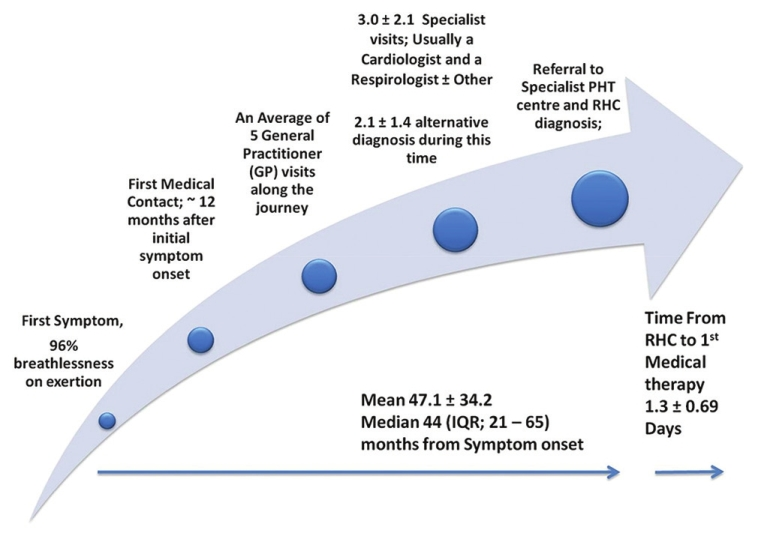 First Symptom,
96%
breathlessness
on exertion
First Medical
Contact; ~ 12
months after
initial
symptom
onset
An Average of
5 General
Practitioner
(GP) visits
along the
journey
3.0 ± 2.1 Specialist
visits; Usually a
Cardiologist and a
Respirologist ± Other
2.1 ± 1.4 alternative
diagnosis during this
time
Referral to
Specialist PHT
centre and RHC
diagnosis;
Mean 47.1 ± 34.2
Median 44 (IQR; 21 – 65)
months from Symptom onset
Time From
RHC to 1st
Medical
therapy
1.3 ± 0.69
Days